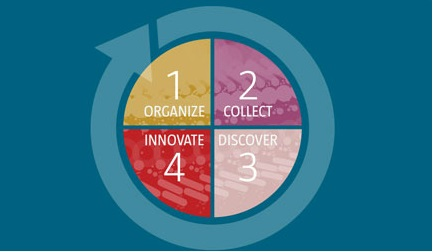 1
ORGANIZE
2
COLLECT
INNOVATE
4
DISCOVER
3